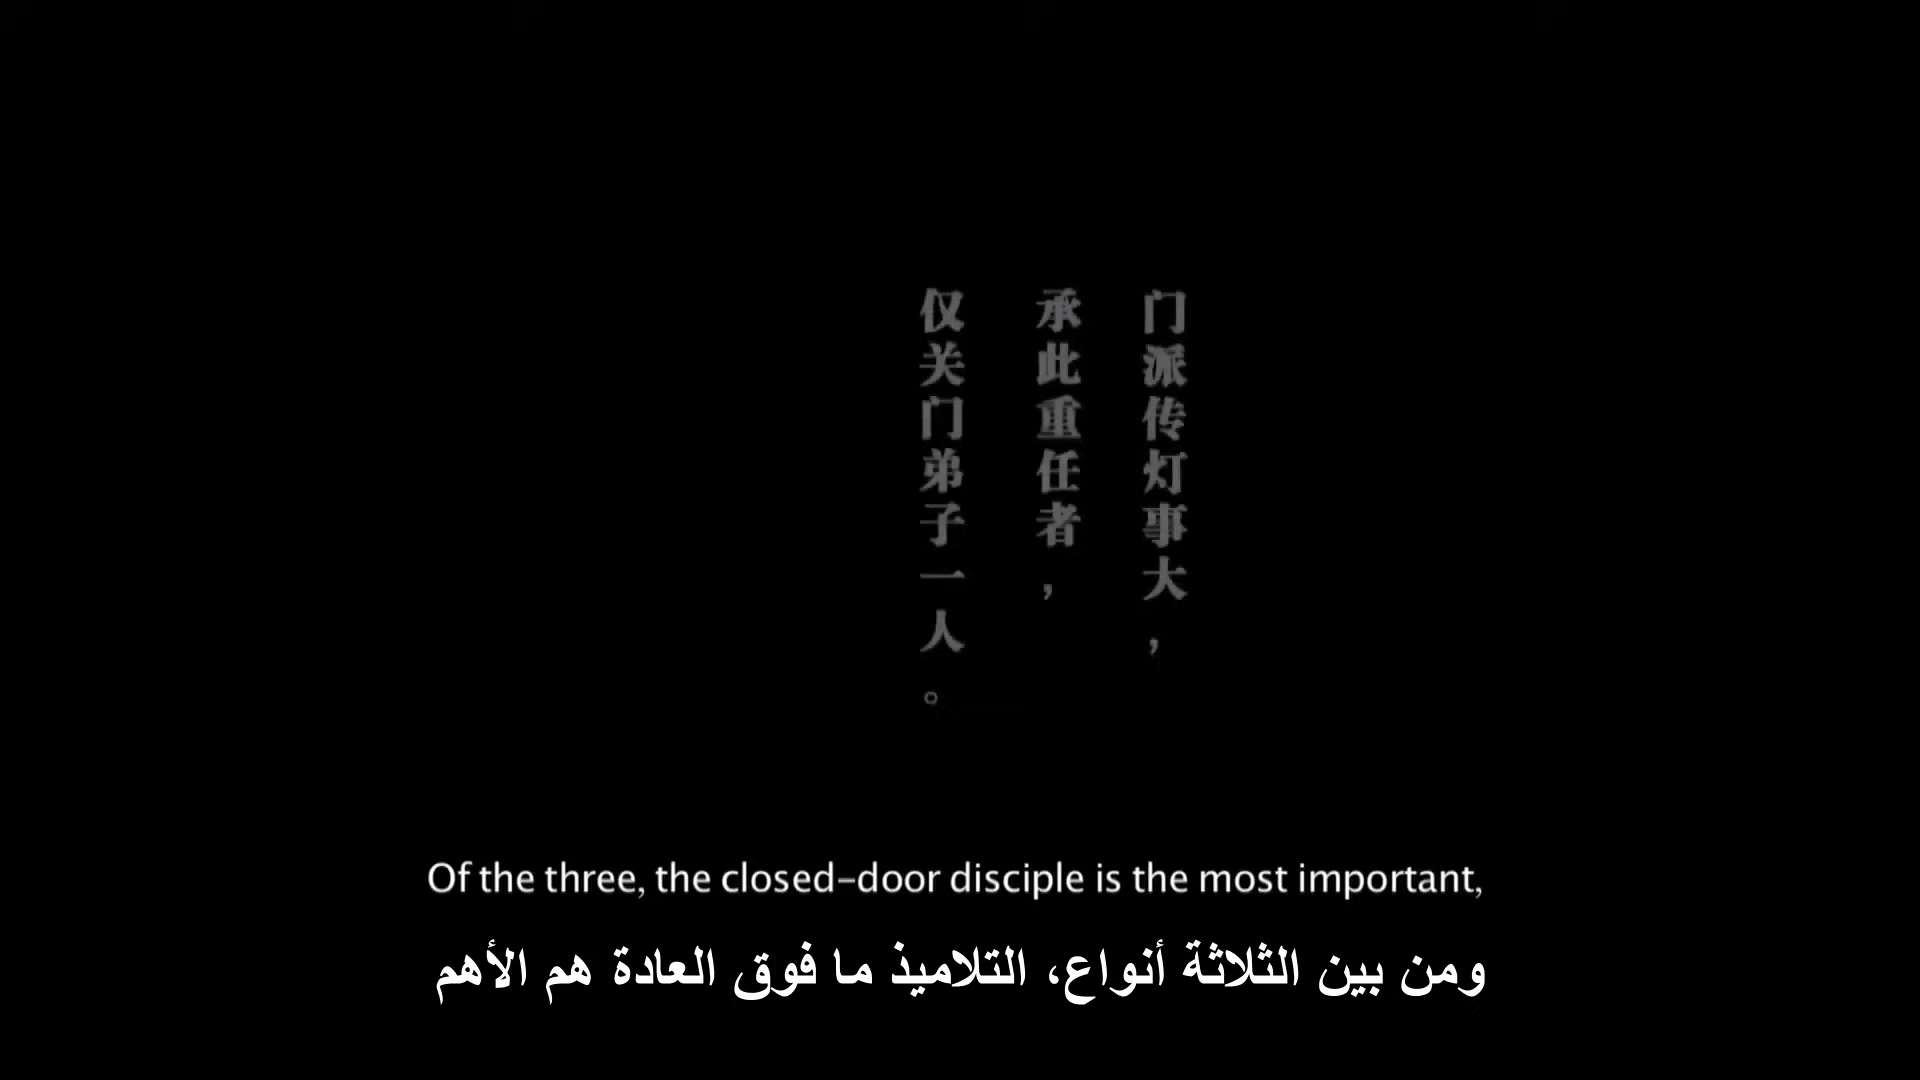 门派传灯事大，
承此重任者，
仅关门弟子一人。
Of the three, the closed-door disciple is the most important,
ومن بين الثلاثة أنواع، التلاميذ ما فوق العادة هم الأهم